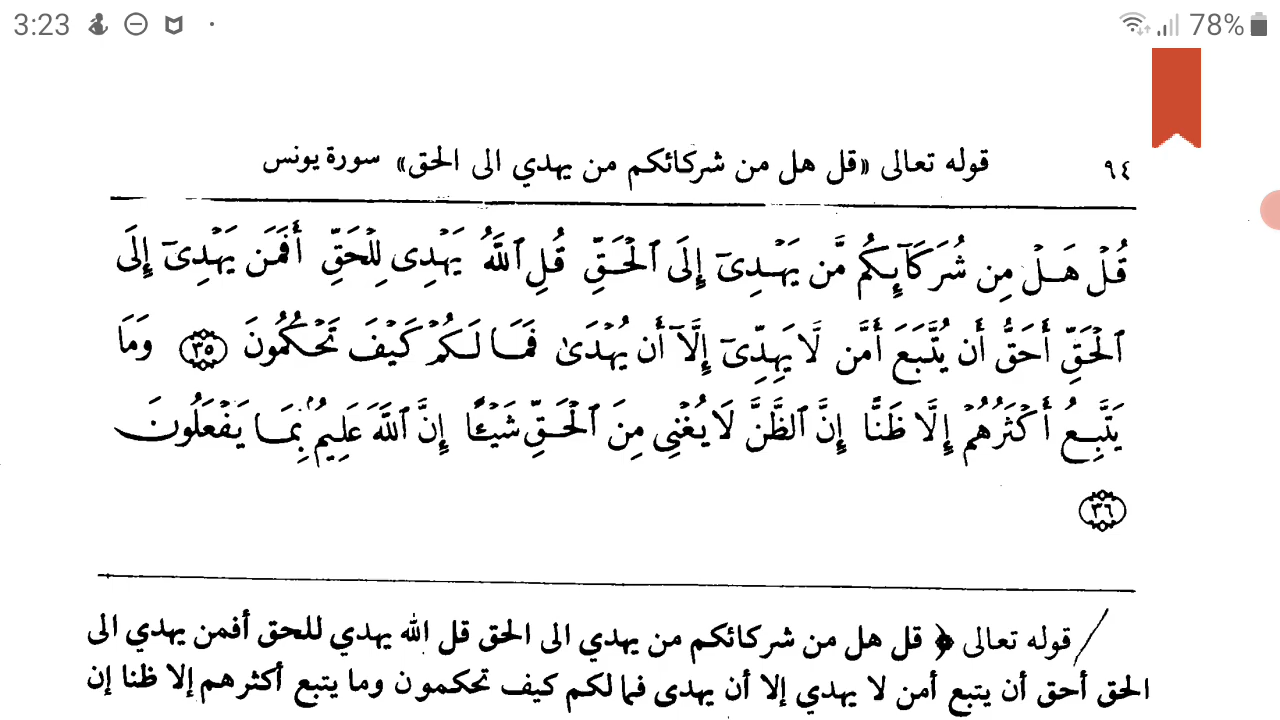 3:23 78%
٩٤ قوله تعالى «قل هل من شركائكم من يهدي الى الحق» سورة يونس
قُلْ هَلْ مِن شُرَكَآئِكُم مَّن يَهْدِىٓ إِلَى ٱلْحَقِّ قُلِ ٱللَّهُ يَهْدِى لِلْحَقِّ أَفَمَن يَهْدِىٓ إِلَى
ٱلْحَقِّ أَحَقُّ أَن يُتَّبَعَ أَمَّن لَّا يَهِدِّىٓ إِلَّآ أَن يُهْدَىٰ فَمَا لَكُمْ كَيْفَ تَحْكُمُونَ ٣٥ وَمَا
يَتَّبِعُ أَكْثَرُهُمْ إِلَّا ظَنًّا إِنَّ ٱلظَّنَّ لَا يُغْنِى مِنَ ٱلْحَقِّ شَيْـًٔا إِنَّ ٱللَّهَ عَلِيمٌۢ بِمَا يَفْعَلُونَ
٣٦
قوله تعالى ﴿ قل هل من شركائكم من يهدي الى الحق قل الله يهدي للحق أفمن يهدي الى
الحق أحق أن يتبع أمن لا يهدي إلا أن يهدى فما لكم كيف تحكمون وما يتبع أكثرهم إلا ظنا إن